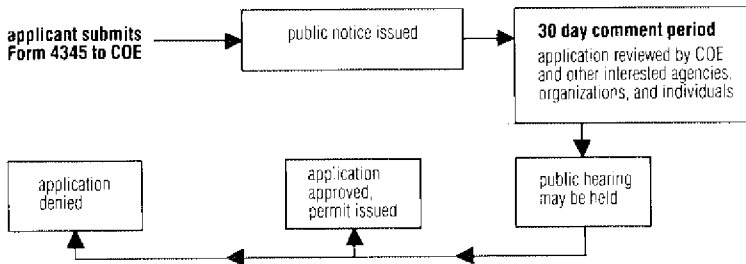 applicant submits
Form 4345 to COE
public notice issued
30 day comment period
application reviewed by COE
and other interested agencies,
organizations, and individuals
public hearing
may be held
application
approved,
permit issued
application
denied